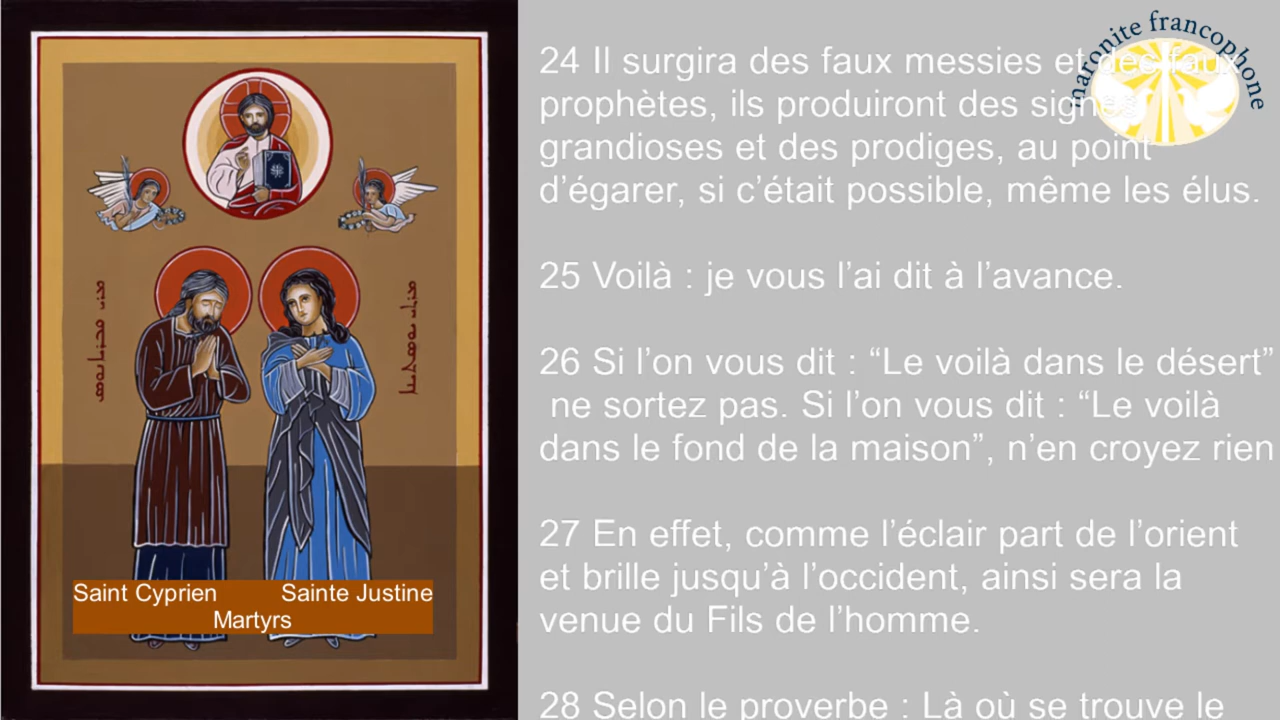 ܡܪܝ ܩܘܦܪܝܢܘܣ
Saint Cyprien Sainte Justine
Martyrs
maronite francophone
24 Il surgira des faux messies et des faux
prophètes, ils produiront des signes
grandioses et des prodiges, au point
d’égarer, si c’était possible, même les élus.
25 Voilà : je vous l’ai dit à l’avance.
26 Si l’on vous dit : “Le voilà dans le désert”
ne sortez pas. Si l’on vous dit : “Le voilà
dans le fond de la maison”, n’en croyez rien
27 En effet, comme l’éclair part de l’orient
et brille jusqu’à l’occident, ainsi sera la
venue du Fils de l’homme.
28 Selon le proverbe : Là où se trouve le